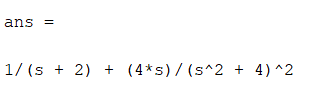 ans =
1/(s + 2) + (4*s)/(s^2 + 4)^2